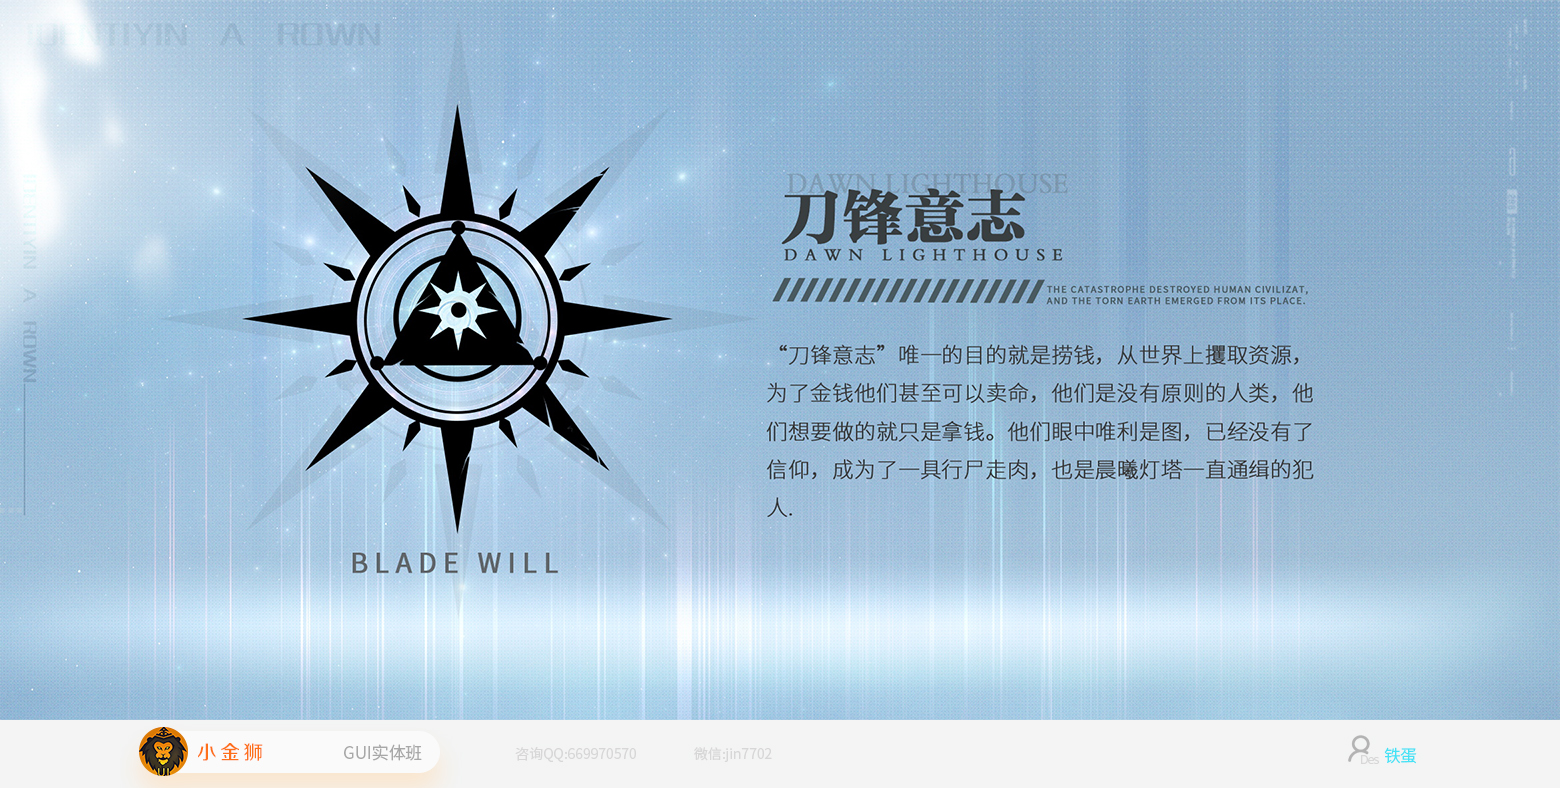 IDENTIYIN A ROWN
IDENTIYIN A ROWN
DAWN LIGHTHOUSE
刀锋意志
DAWN LIGHTHOUSE
THE CATASTROPHE DESTROYED HUMAN CIVILIZAT,
AND THE TORN EARTH EMERGED FROM ITS PLACE.
“刀锋意志”唯一的目的就是捞钱，从世界上攫取资源，
为了金钱他们甚至可以卖命，他们是没有原则的人类，他
们想要做的就只是拿钱。他们眼中唯利是图，已经没有了
信仰，成为了一具行尸走肉，也是晨曦灯塔一直通缉的犯
人.
BLADE WILL
小金狮
GUI实体班
咨询QQ:669970570
微信:jin7702
Des 铁蛋